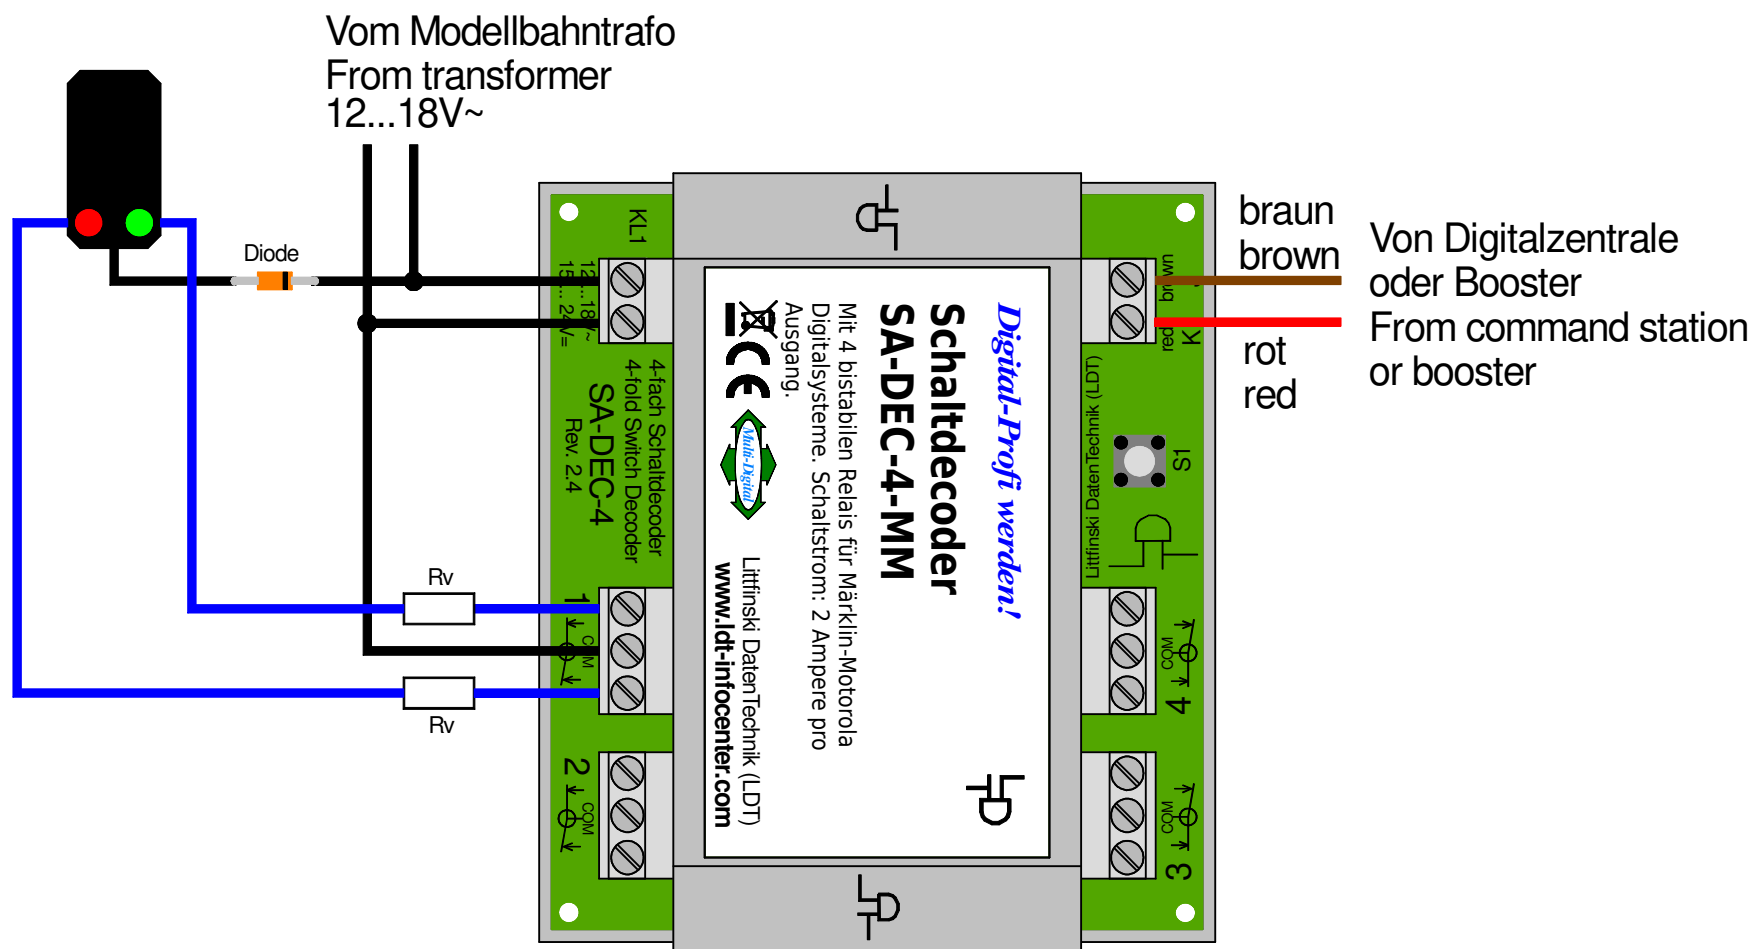 Vom Modellbahntrafo
From transformer
12...18V~
Diode
Rv
Rv
KL1
12...18V~
15...24V=
4-fach Schaltdecoder
4-fold Switch Decoder
SA-DEC-4
Rev. 2.4
1
COM
2
COM
Digital-Profi werden!
Schaltdecoder
SA-DEC-4-MM
Mit 4 bistabilen Relais für Märklin-Motorola
Digitalsysteme. Schaltstrom: 2 Ampere pro
Ausgang.
CE
Multi-Digital
Littfinski DatenTechnik (LDT)
www.ldt-infocenter.com
brown
red
Littfinski DatenTechnik (LDT)
S1
COM
4
COM
3
braun
brown
rot
red
Von Digitalzentrale
oder Booster
From command station
or booster